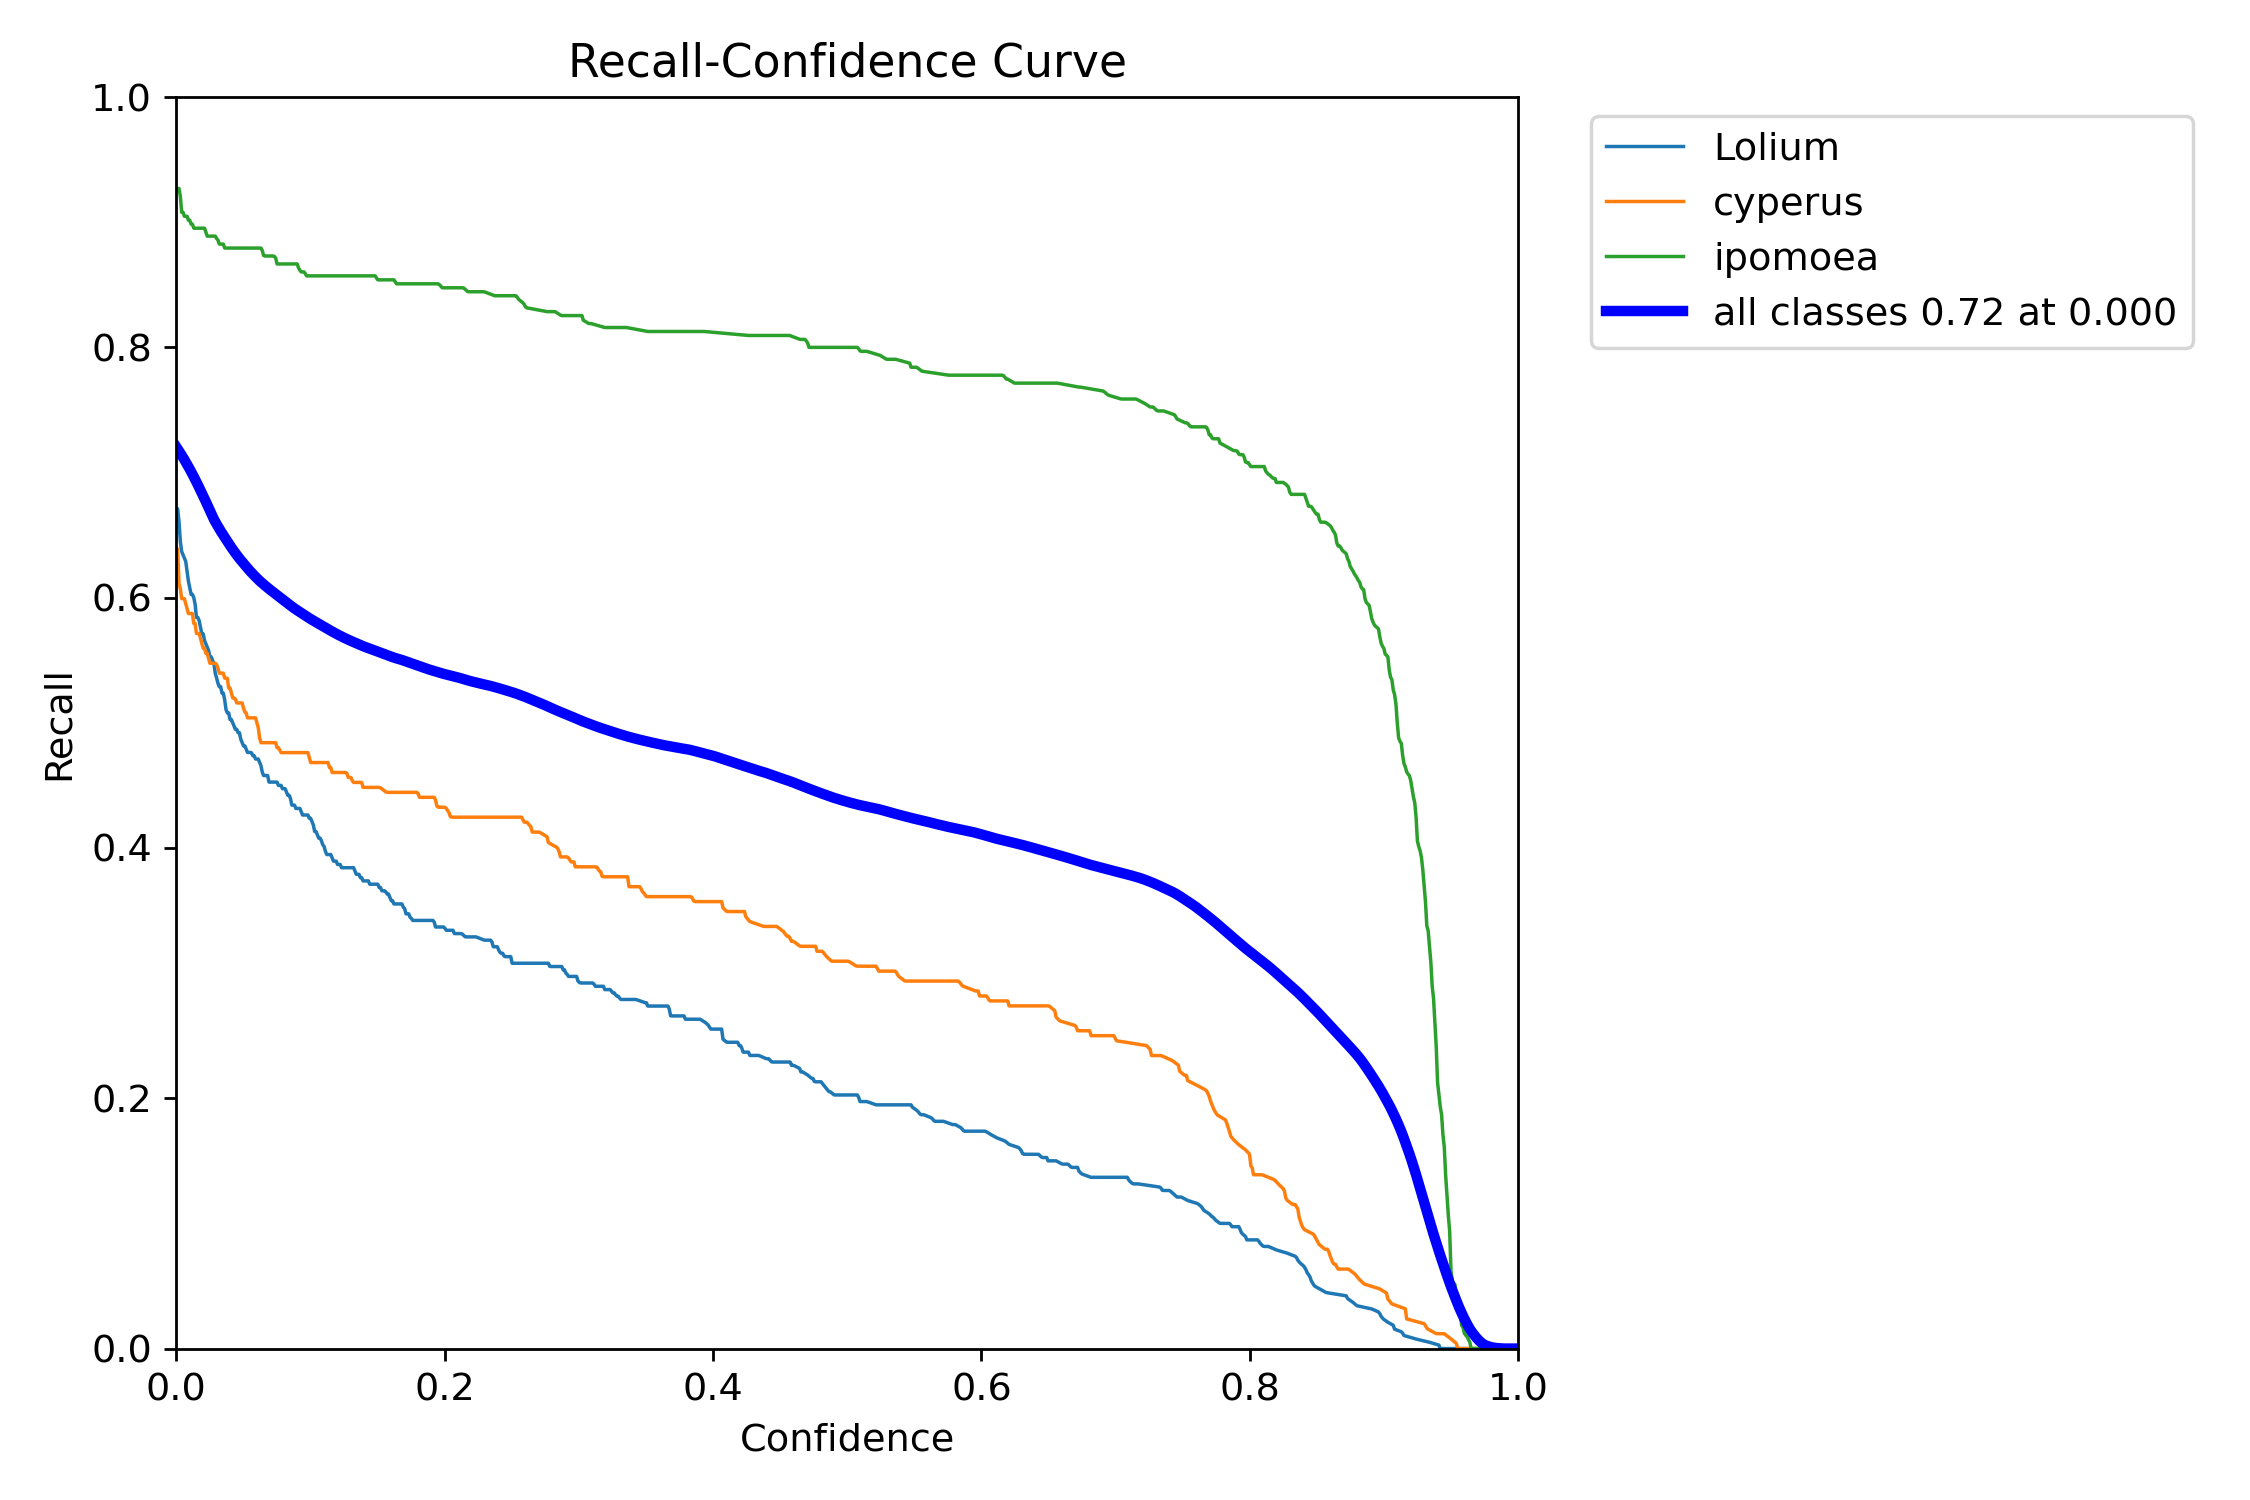 Recall-Confidence Curve
1.0
0.8
0.6
0.4
0.2
0.0
Recall
0.0 0.2 0.4 0.6 0.8 1.0
Confidence
Lolium
cyperus
ipomoea
all classes 0.72 at 0.000